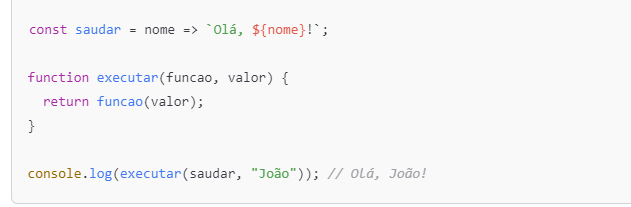 const saudar = nome => `Olá, ${nome}!`;
function executar(funcao, valor) {
return funcao(valor);
}
console.log(executar(saudar, "João")); // Olá, João!